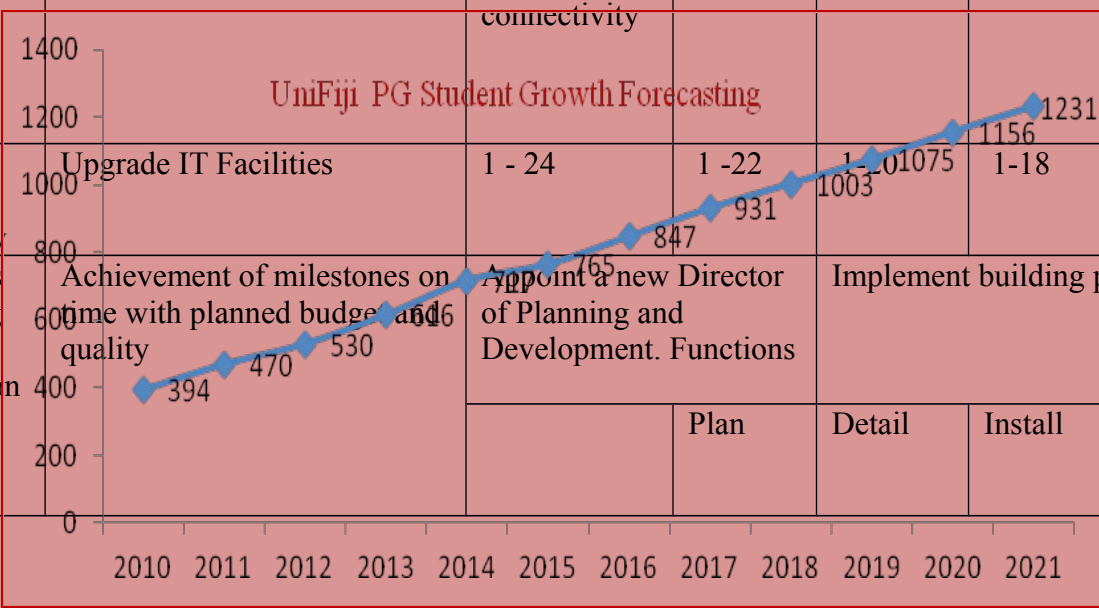 connectivity
1400
UniFiji PG Student Growth Forecasting
1200
1231
1156
Upgrade IT Facilities 1 - 24 1 -22 1-20 1-18
1000
1075
1003
931
847
800
765
Achievement of milestones on
time with planned budget and
quality
Appoint a new Director
of Planning and
Development. Functions
Implement building
600
616
530
470
400
394
Plan Detail Install
200
0
2010 2011 2012 2013 2014 2015 2016 2017 2018 2019 2020 2021